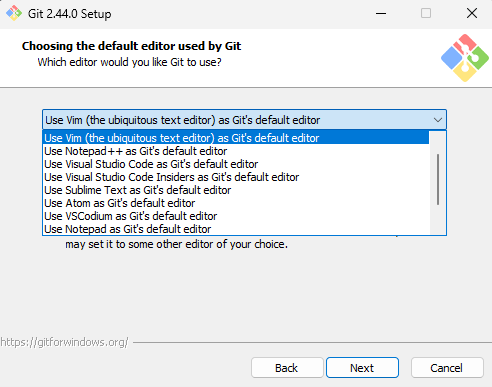 Git 2.44.0 Setup
Choosing the default editor used by Git
Which editor would you like Git to use?
Use Vim (the ubiquitous text editor) as Git's default editor
Use Vim (the ubiquitous text editor) as Git's default editor
Use Notepad++ as Git's default editor
Use Visual Studio Code as Git's default editor
Use Visual Studio Code Insiders as Git's default editor
Use Sublime Text as Git's default editor
Use Atom as Git's default editor
Use VSCodium as Git's default editor
Use Notepad as Git's default editor
may set it to some other editor of your choice.
https://gitforwindows.org/
Back
Next
Cancel